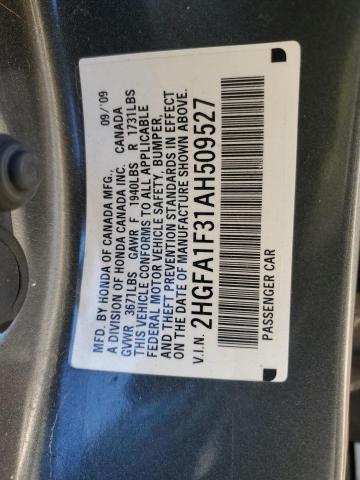 MFD. BY HONDA OF CANADA MFG., 09/'09
A DIVISION OF HONDA CANADA INC. CANADA
GVWR 3671LBS GAWR F 1940LBS R 1731LBS
THIS VEHICLE CONFORMS TO ALL APPLICABLE
FEDERAL MOTOR VEHICLE SAFETY, BUMPER,
AND THEFT PREVENTION STANDARDS IN EFFECT
ON THE DATE OF MANUFACTURE SHOWN ABOVE.
V.I.N. 2HGFA1F31AH509527
PASSENGER CAR